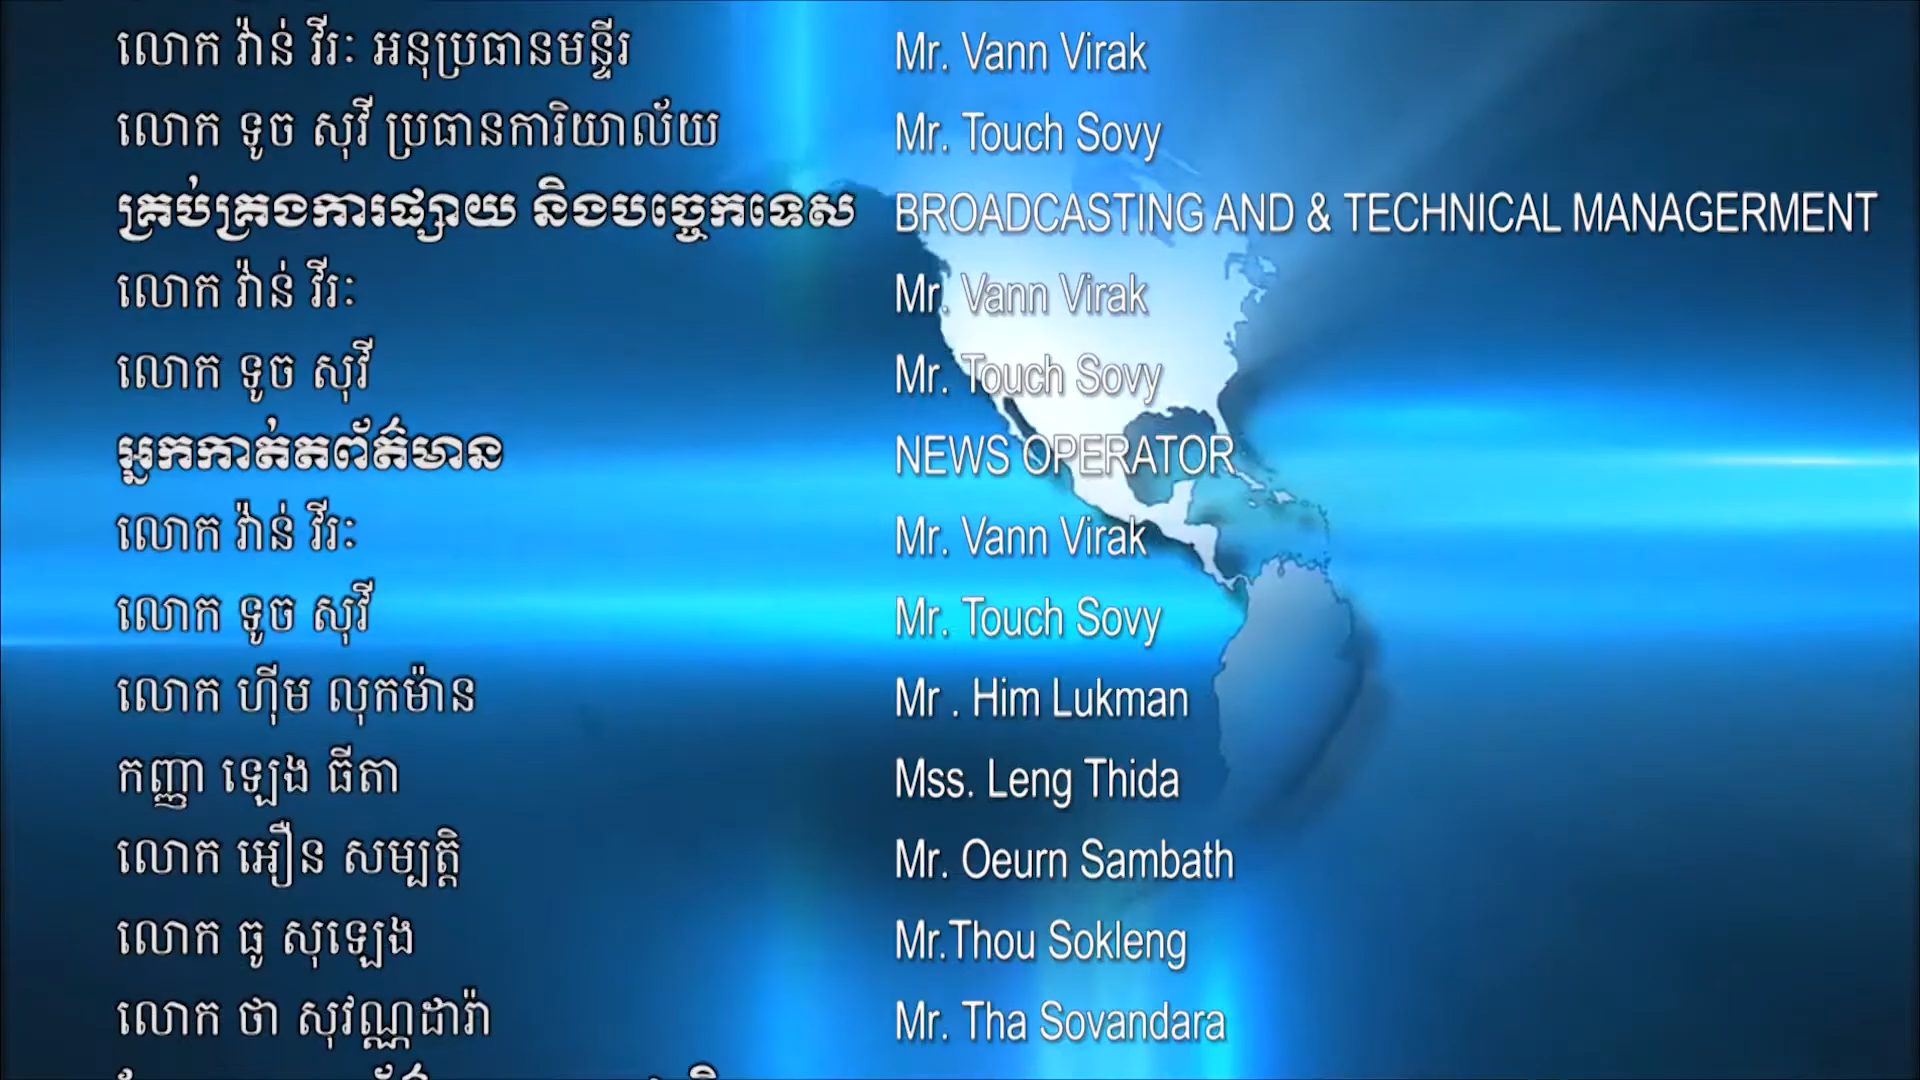 លោក វ៉ាន់ វីរៈ អនុប្រធានមន្ទីរ Mr. Vann Virak
លោក ទូច សុវី ប្រធានការិយាល័យ Mr. Touch Sovy
គ្រប់គ្រងការផ្សាយ និងបច្ចេកទេស BROADCASTING AND & TECHNICAL MANAGERMENT
លោក វ៉ាន់ វីរៈ Mr. Vann Virak
លោក ទូច សុវី Mr. Touch Sovy
អ្នកកាត់តព័ត៌មាន NEWS OPERATOR
លោក វ៉ាន់ វីរៈ Mr. Vann Virak
លោក ទូច សុវី Mr. Touch Sovy
លោក ហ៊ីម លុកម៉ាន Mr . Him Lukman
កញ្ញា ឡេង ធីតា Mss. Leng Thida
លោក អឿន សម្បត្តិ Mr. Oeurn Sambath
លោក ធូ សុឡេង Mr.Thou Sokleng
លោក ថា សុវណ្ណដារ៉ា Mr. Tha Sovandara